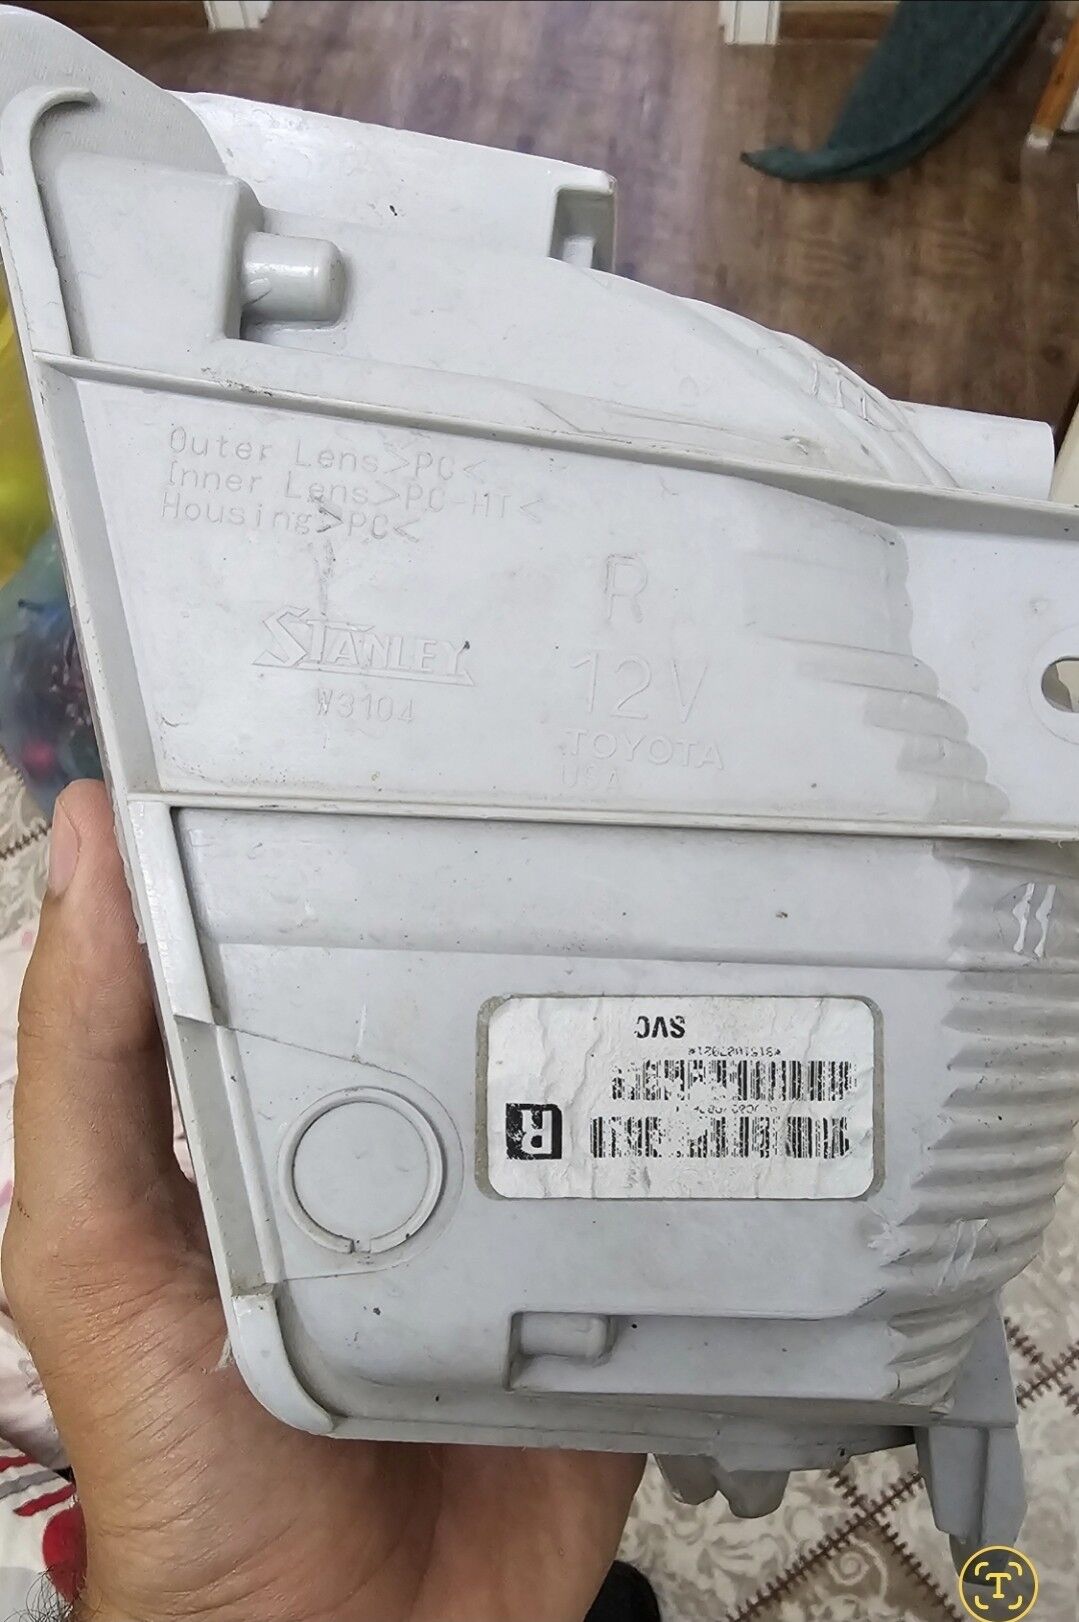 Outer Lens>PC<
Inner Lens>PC-HT<
Housing>PC<
R
STANLEY
12V
W3104
TOYOTA
USA
SVC
R